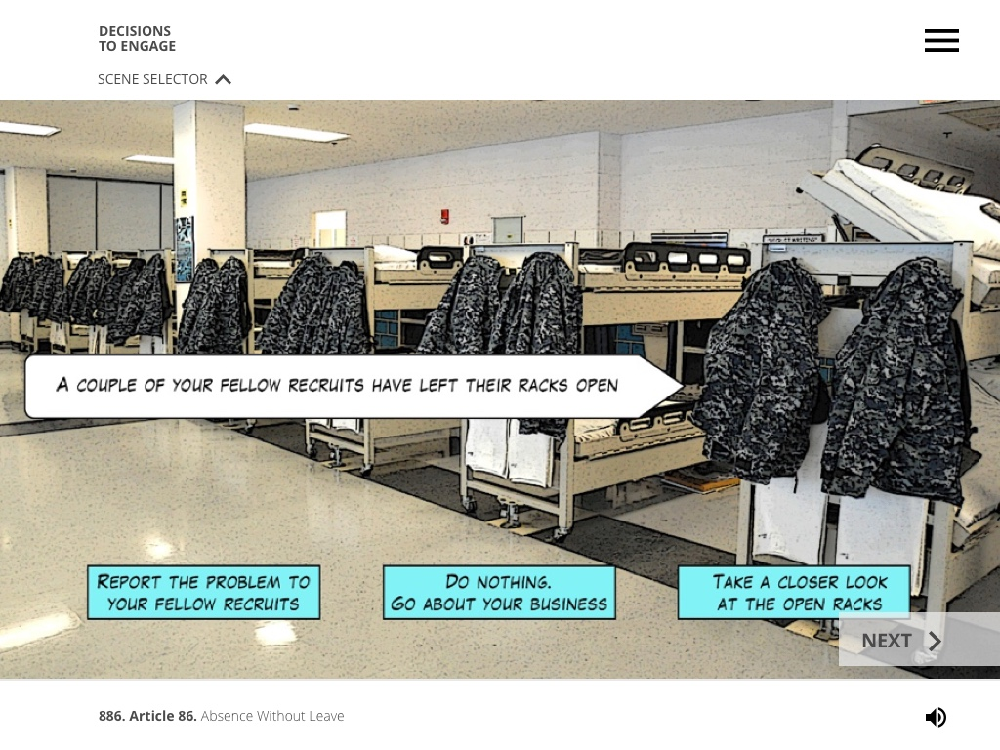 DECISIONS
TO ENGAGE
SCENE SELECTOR
A COUPLE OF YOUR FELLOW RECRUITS HAVE LEFT THEIR RACKS OPEN
REPORT THE PROBLEM TO
YOUR FELLOW RECRUITS
DO NOTHING.
GO ABOUT YOUR BUSINESS
TAKE A CLOSER LOOK
AT THE OPEN RACKS
NEXT
886. Article 86. Absence Without Leave